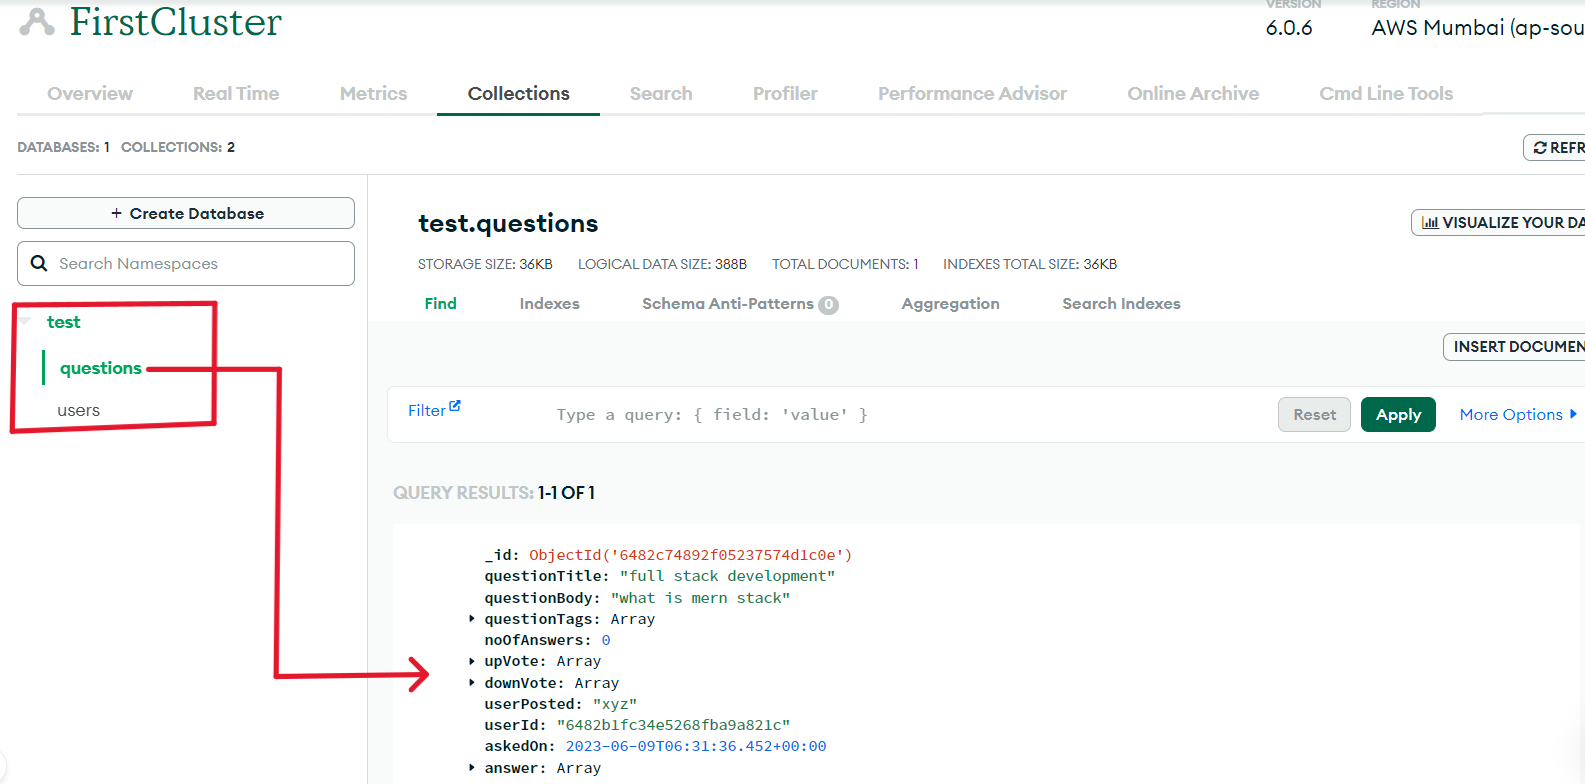 FirstCluster
VERSION
6.0.6
REGION
AWS Mumbai (ap-sou
Overview Real Time Metrics Collections Search Profiler Performance Advisor Online Archive Cmd Line Tools
DATABASES: 1 COLLECTIONS: 2
REFR
+ Create Database
Search Namespaces
test
questions
users
test.questions
VISUALIZE YOUR DA
STORAGE SIZE: 36KB LOGICAL DATA SIZE: 388B TOTAL DOCUMENTS: 1 INDEXES TOTAL SIZE: 36KB
Find Indexes Schema Anti-Patterns 0 Aggregation Search Indexes
INSERT DOCUMEN
Filter Type a query: { field: 'value' } Reset Apply More Options
QUERY RESULTS: 1-1 OF 1
_id: ObjectId('6482c74892f05237574d1c0e')
questionTitle: "full stack development"
questionBody: "what is mern stack"
questionTags: Array
noOfAnswers: 0
upVote: Array
downVote: Array
userPosted: "xyz"
userId: "6482b1fc34e5268fba9a821c"
askedOn: 2023-06-09T06:31:36.452+00:00
answer: Array